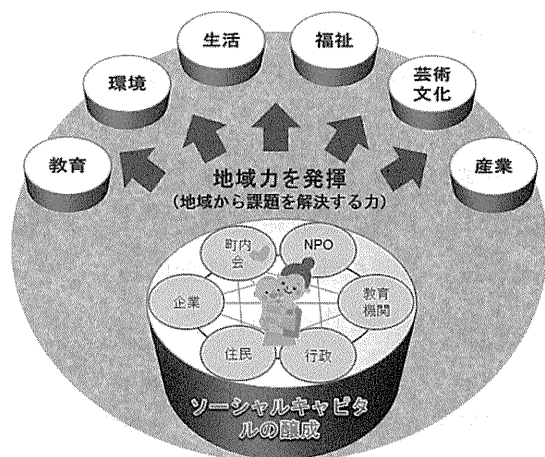 生活
福祉
環境
芸術
文化
教育
産業
地域力を発揮
(地域から課題を解決する力)
町内
会
NPO
企業
教育
機関
住民
行政
ソーシャルキャピタ
ルの醸成